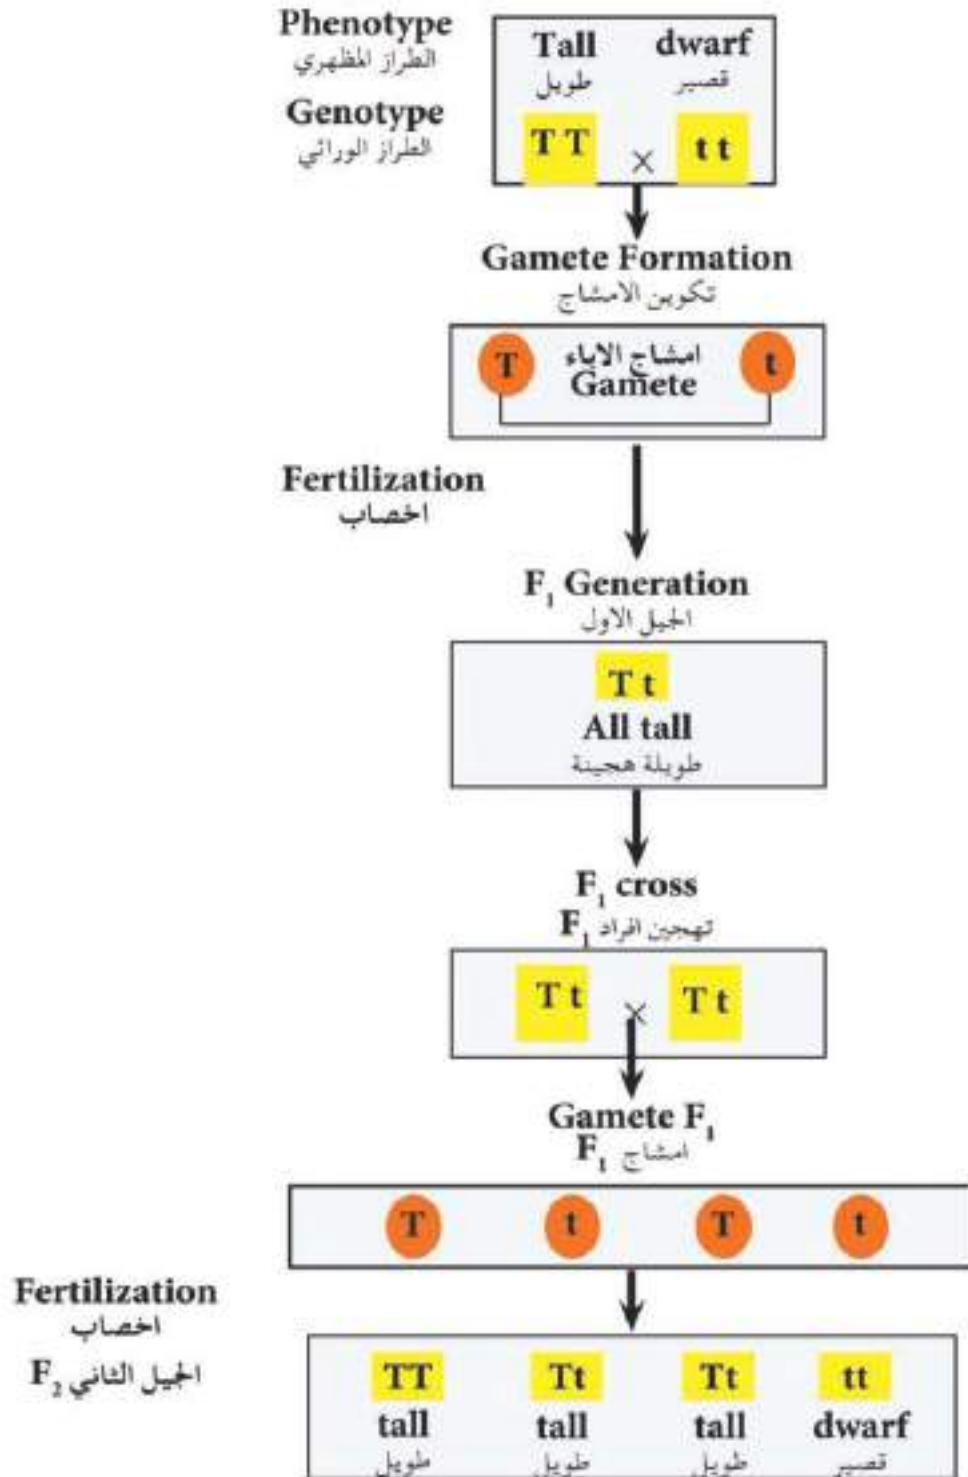 Phenotype
الطراز المظهري
Tall dwarf
طويل قصير
Genotype
الطراز الوراثي
T T × t t
Gamete Formation
تكوين الامشاج
T امشاج الاباء t
Gamete
Fertilization
اخصاب
F₁ Generation
الجيل الاول
T t
All tall
طويلة هجينة
F₁ cross
تهجين افراد F₁
T t × T t
Gamete F₁
امشاج F₁
T t T t
Fertilization
اخصاب
الجيل الثاني F₂
TT Tt Tt tt
tall tall tall dwarf
طويل طويل طويل قصير